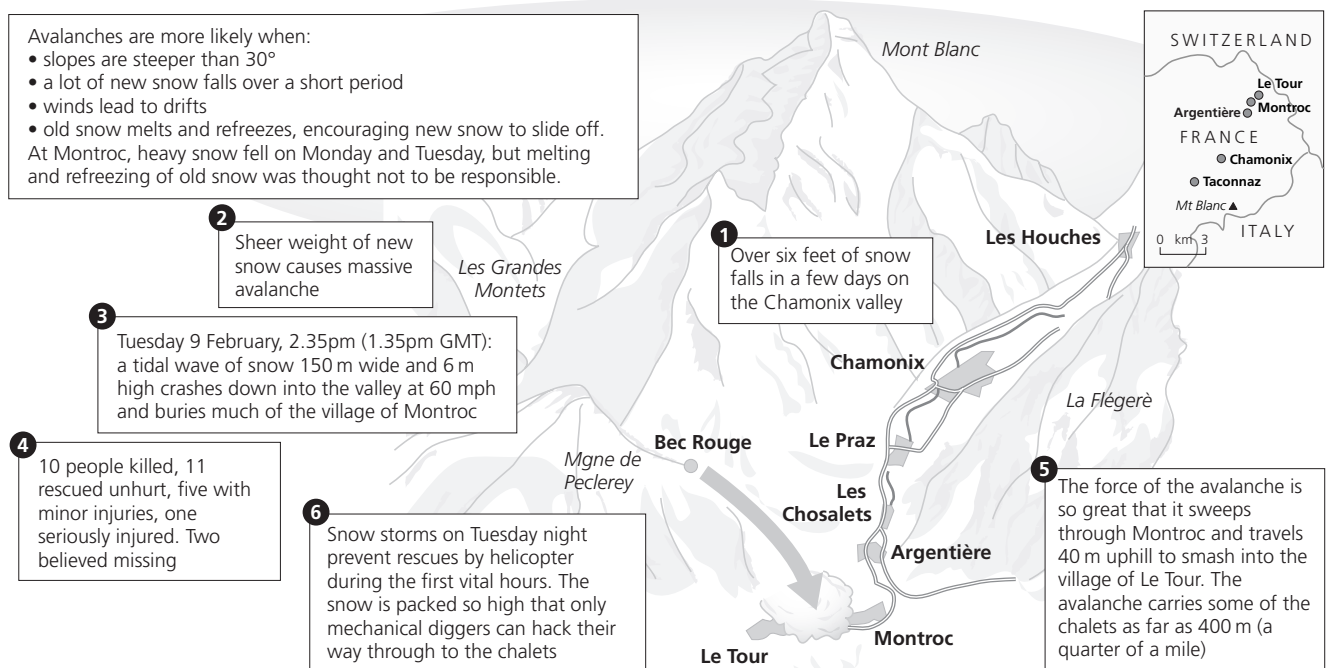 Avalanches are more likely when:
• slopes are steeper than 30°
• a lot of new snow falls over a short period
• winds lead to drifts
• old snow melts and refreezes, encouraging new snow to slide off.
At Montroc, heavy snow fell on Monday and Tuesday, but melting
and refreezing of old snow was thought not to be responsible.
Mont Blanc
SWITZERLAND
Le Tour
Montroc
Argentière
FRANCE
Chamonix
Taconnaz
Mt Blanc ▲
ITALY
0 km 3
1
Over six feet of snow
falls in a few days on
the Chamonix valley
2
Sheer weight of new
snow causes massive
avalanche
Les Grandes
Montets
Les Houches
3
Tuesday 9 February, 2.35pm (1.35pm GMT):
a tidal wave of snow 150 m wide and 6 m
high crashes down into the valley at 60 mph
and buries much of the village of Montroc
Chamonix
La Flégerè
4
10 people killed, 11
rescued unhurt, five with
minor injuries, one
seriously injured. Two
believed missing
Mgne de
Peclerey
Bec Rouge
Le Praz
Les
Chosalets
Argentière
5
The force of the avalanche is
so great that it sweeps
through Montroc and travels
40 m uphill to smash into the
village of Le Tour. The
avalanche carries some of the
chalets as far as 400 m (a
quarter of a mile)
6
Snow storms on Tuesday night
prevent rescues by helicopter
during the first vital hours. The
snow is packed so high that only
mechanical diggers can hack their
way through to the chalets
Montroc
Le Tour